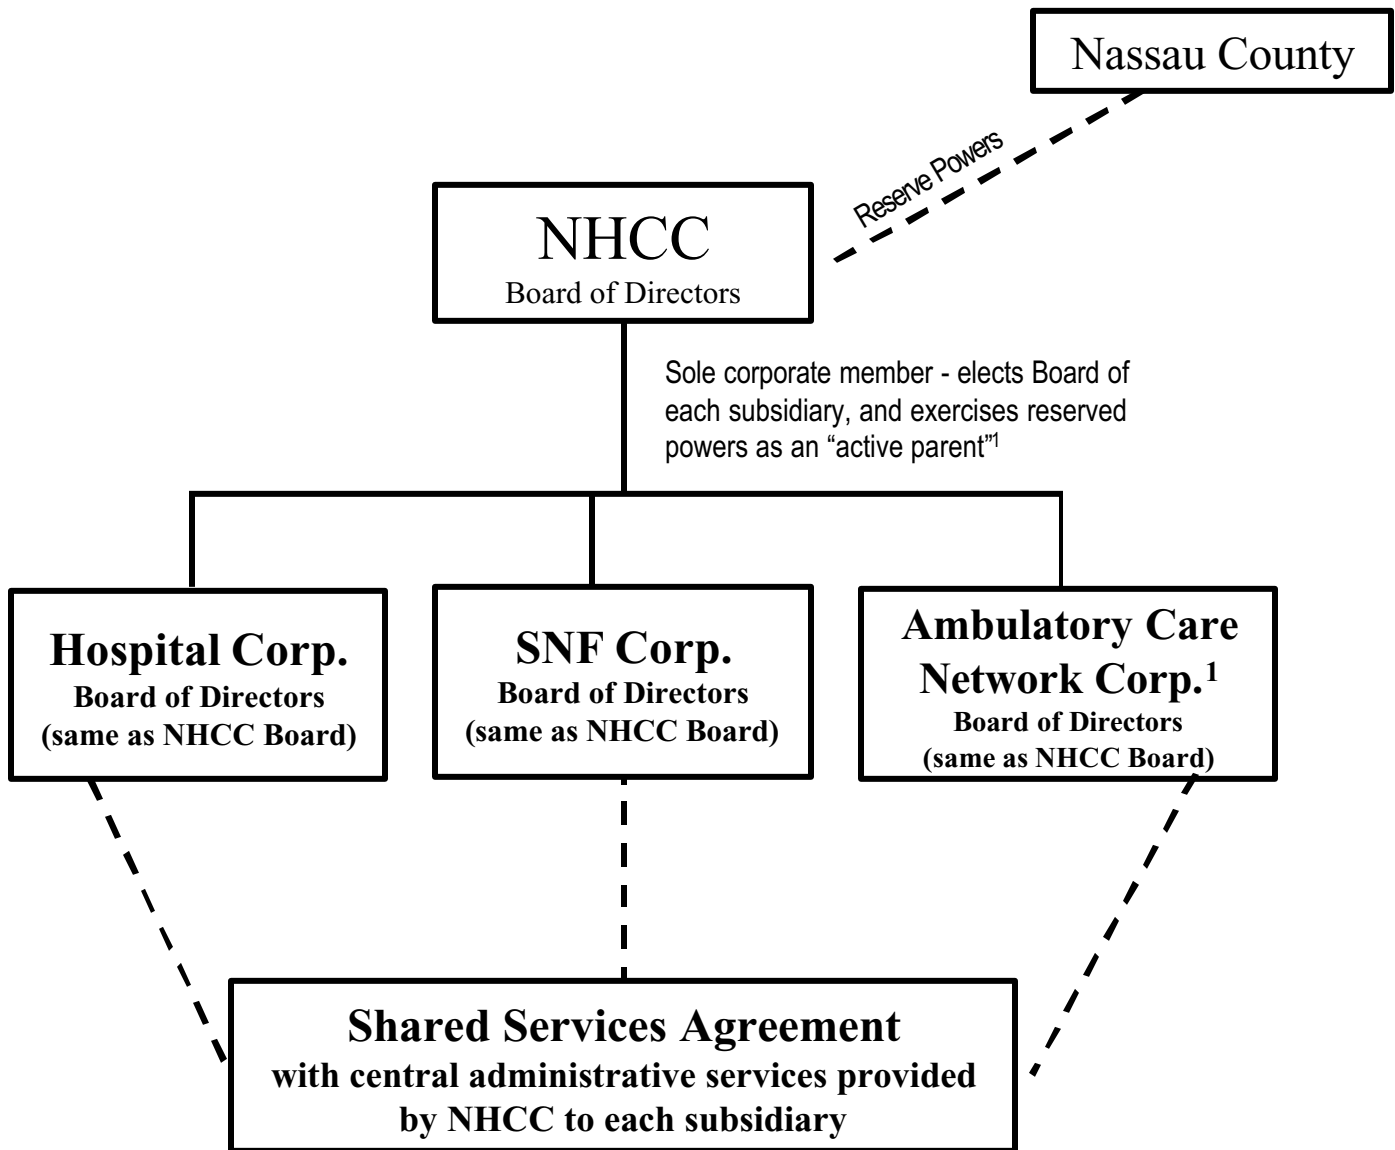 Nassau County
Reserve Powers
NHCC
Board of Directors
Sole corporate member - elects Board of
each subsidiary, and exercises reserved
powers as an “active parent”¹
Hospital Corp.
Board of Directors
(same as NHCC Board)
SNF Corp.
Board of Directors
(same as NHCC Board)
Ambulatory Care
Network Corp.¹
Board of Directors
(same as NHCC Board)
Shared Services Agreement
with central administrative services provided
by NHCC to each subsidiary